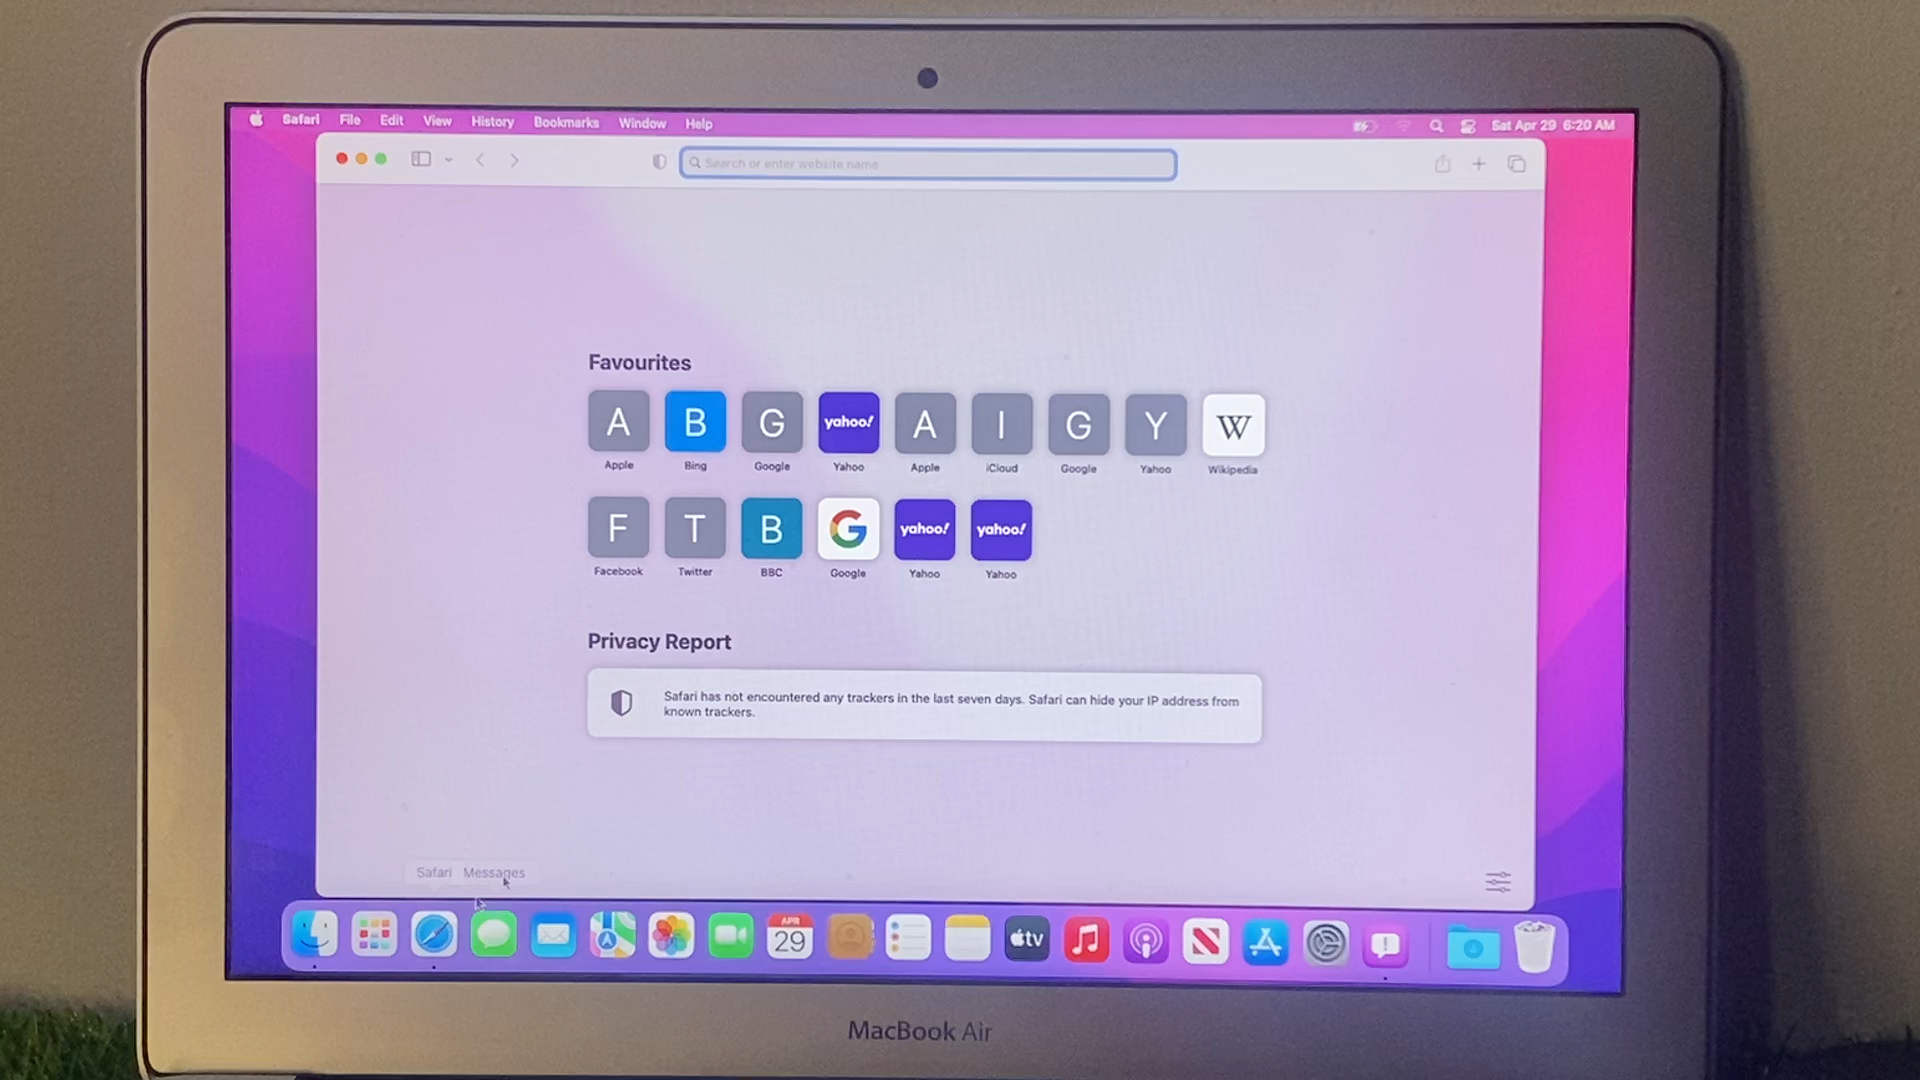 Safari File Edit View History Bookmarks Window Help Sat Apr 29 6:20 AM
Search or enter website name
Favourites
A B G yahoo! A I G Y W
Apple Bing Google Yahoo Apple iCloud Google Yahoo Wikipedia
F T B G yahoo! yahoo!
Facebook Twitter BBC Google Yahoo Yahoo
Privacy Report
Safari has not encountered any trackers in the last seven days. Safari can hide your IP address from
known trackers.
Safari Messages
APR
29
tv
MacBook Air